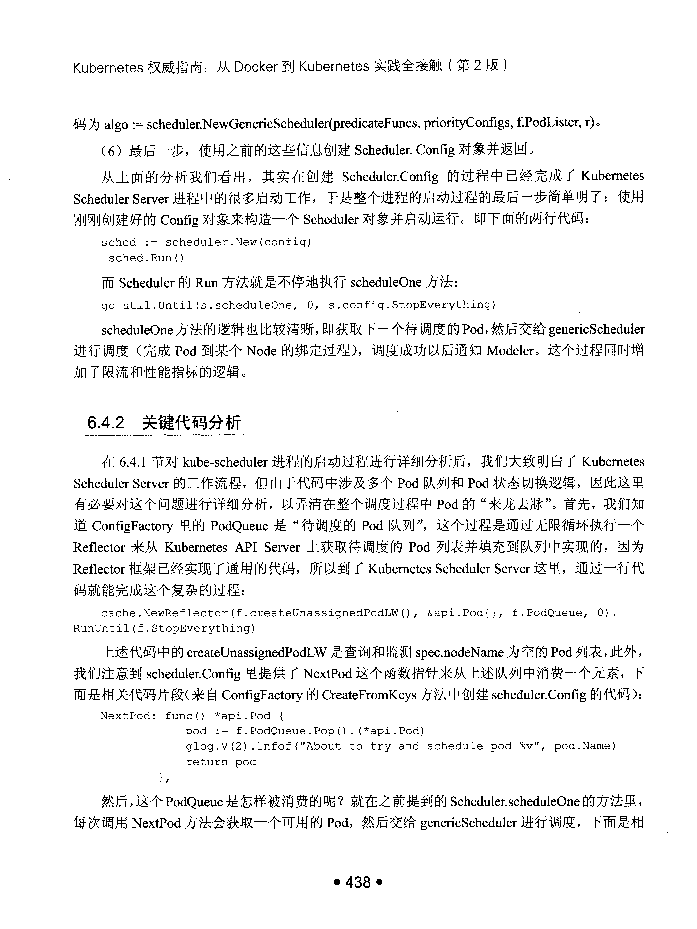 Kubernetes 权威指南：从 Docker 到 Kubernetes 实践全接触（第 2 版）
码为 algo := scheduler.NewGenericScheduler(predicateFuncs, priorityConfigs, f.PodLister, r)。
（6）最后一步，使用之前的这些信息创建 Scheduler. Config 对象并返回。
从上面的分析我们看出，其实在创建 Scheduler.Config 的过程中已经完成了 Kubernetes
Scheduler Server 进程中的很多启动工作，于是整个进程的启动过程的最后一步简单明了：使用
刚刚创建好的 Config 对象来构造一个 Scheduler 对象并启动运行。即下面的两行代码：
sched := scheduler.New(config)
sched.Run()
而 Scheduler 的 Run 方法就是不停地执行 scheduleOne 方法：
go util.Until(s.scheduleOne, 0, s.config.StopEverything)
scheduleOne 方法的逻辑也比较清晰，即获取下一个待调度的 Pod，然后交给 genericScheduler
进行调度（完成 Pod 到某个 Node 的绑定过程），调度成功以后通知 Modeler。这个过程同时增
加了限流和性能指标的逻辑。
6.4.2 关键代码分析
在 6.4.1 节对 kube-scheduler 进程的启动过程进行详细分析后，我们大致明白了 Kubernetes
Scheduler Server 的工作流程，但由于代码中涉及多个 Pod 队列和 Pod 状态切换逻辑，因此这里
有必要对这个问题进行详细分析，以弄清在整个调度过程中 Pod 的“来龙去脉”。首先，我们知
道 ConfigFactory 里的 PodQueue 是“待调度的 Pod 队列”，这个过程是通过无限循环执行一个
Reflector 来从 Kubernetes API Server 上获取待调度的 Pod 列表并填充到队列中实现的，因为
Reflector 框架已经实现了通用的代码，所以到了 Kubernetes Scheduler Server 这里，通过一行代
码就能完成这个复杂的过程：
cache.NewReflector(f.createUnassignedPodLW(), &api.Pod{}, f.PodQueue, 0).
RunUntil(f.StopEverything)
上述代码中的 createUnassignedPodLW 是查询和监测 spec.nodeName 为空的 Pod 列表，此外，
我们注意到 scheduler.Config 里提供了 NextPod 这个函数指针来从上述队列中消费一个元素，下
面是相关代码片段（来自 ConfigFactory 的 CreateFromKeys 方法中创建 scheduler.Config 的代码）：
NextPod: func() *api.Pod {
pod := f.PodQueue.Pop().(*api.Pod)
glog.V(2).Infof("About to try and schedule pod %v", pod.Name)
return pod
},
然后，这个 PodQueue 是怎样被消费的呢？就在之前提到的 Scheduler.scheduleOne 的方法里，
每次调用 NextPod 方法会获取一个可用的 Pod，然后交给 genericScheduler 进行调度，下面是相
• 438 •